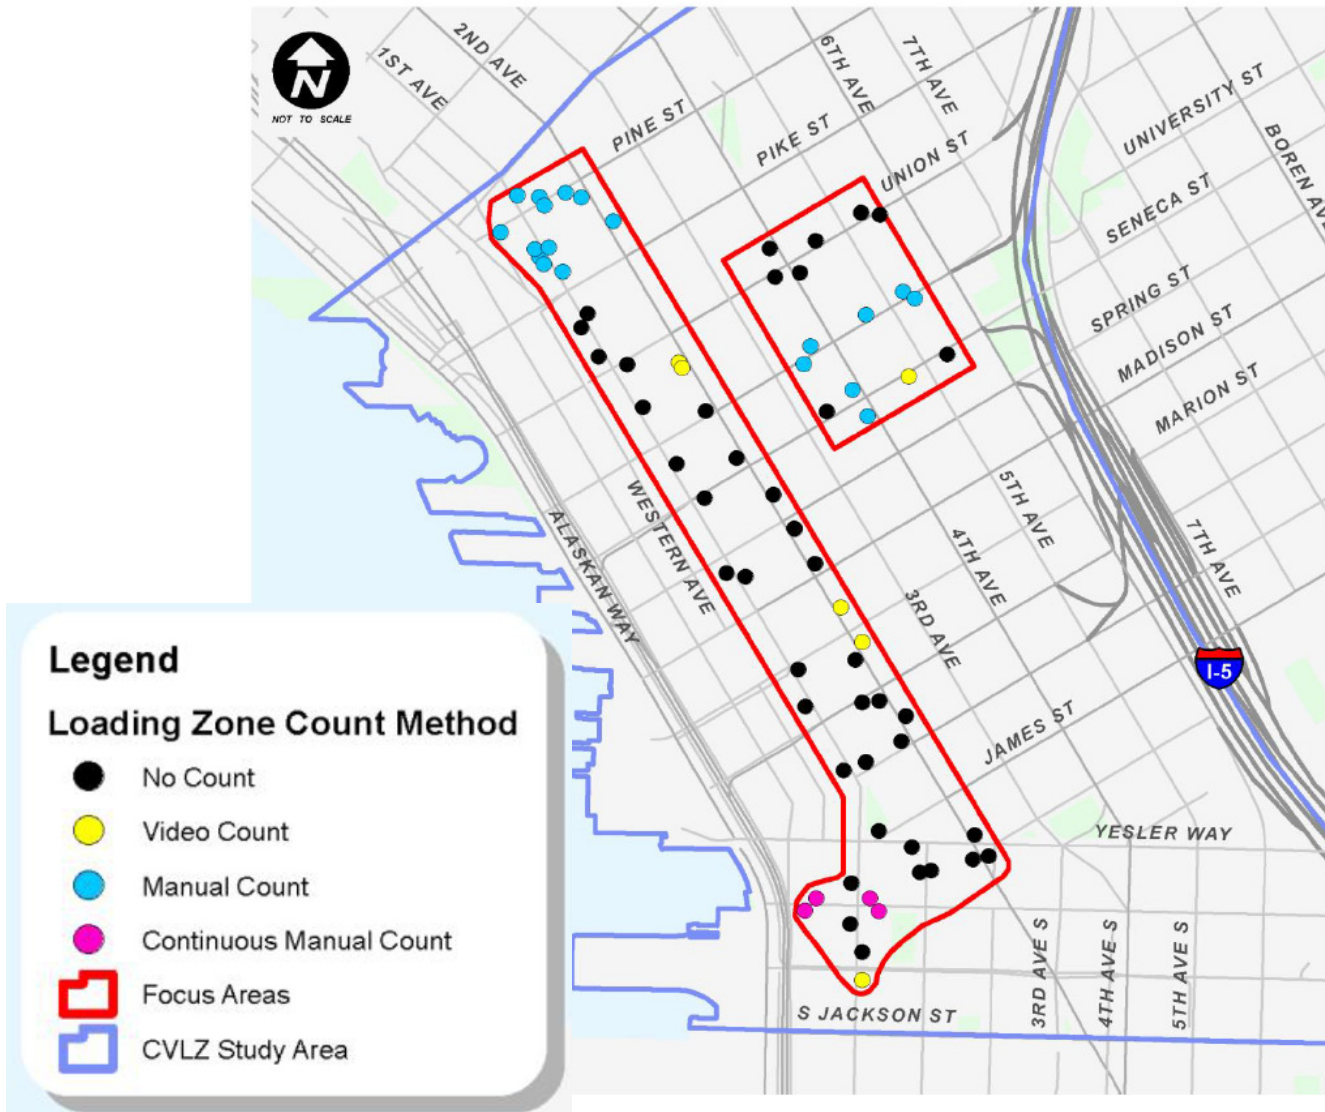 2ND AVE
1ST AVE
6TH AVE
7TH AVE
N
NOT TO SCALE
PINE ST
PIKE ST
UNION ST
UNIVERSITY ST
BOREN AVE
SENECA ST
SPRING ST
MADISON ST
MARION ST
WESTERN AVE
ALASKAN WAY
5TH AVE
4TH AVE
7TH AVE
3RD AVE
I-5
JAMES ST
YESLER WAY
3RD AVE S
4TH AVE S
5TH AVE S
S JACKSON ST
Legend
Loading Zone Count Method
No Count
Video Count
Manual Count
Continuous Manual Count
Focus Areas
CVLZ Study Area